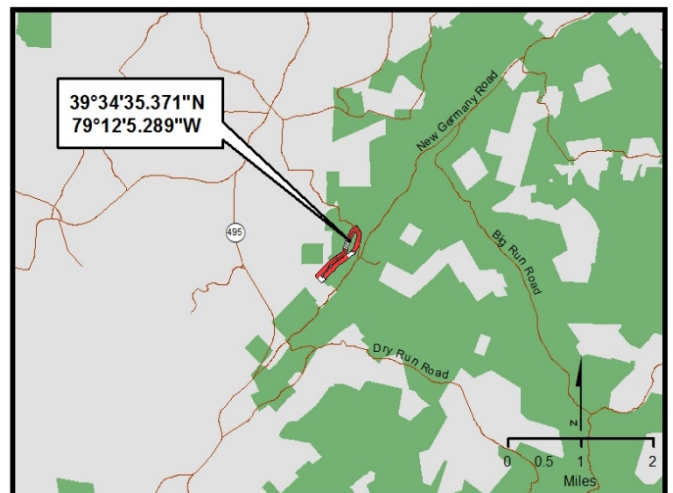 39°34'35.371"N
79°12'5.289"W
New Germany Road
495
Big Run Road
Dry Run Road
N
0 0.5 1 2
Miles